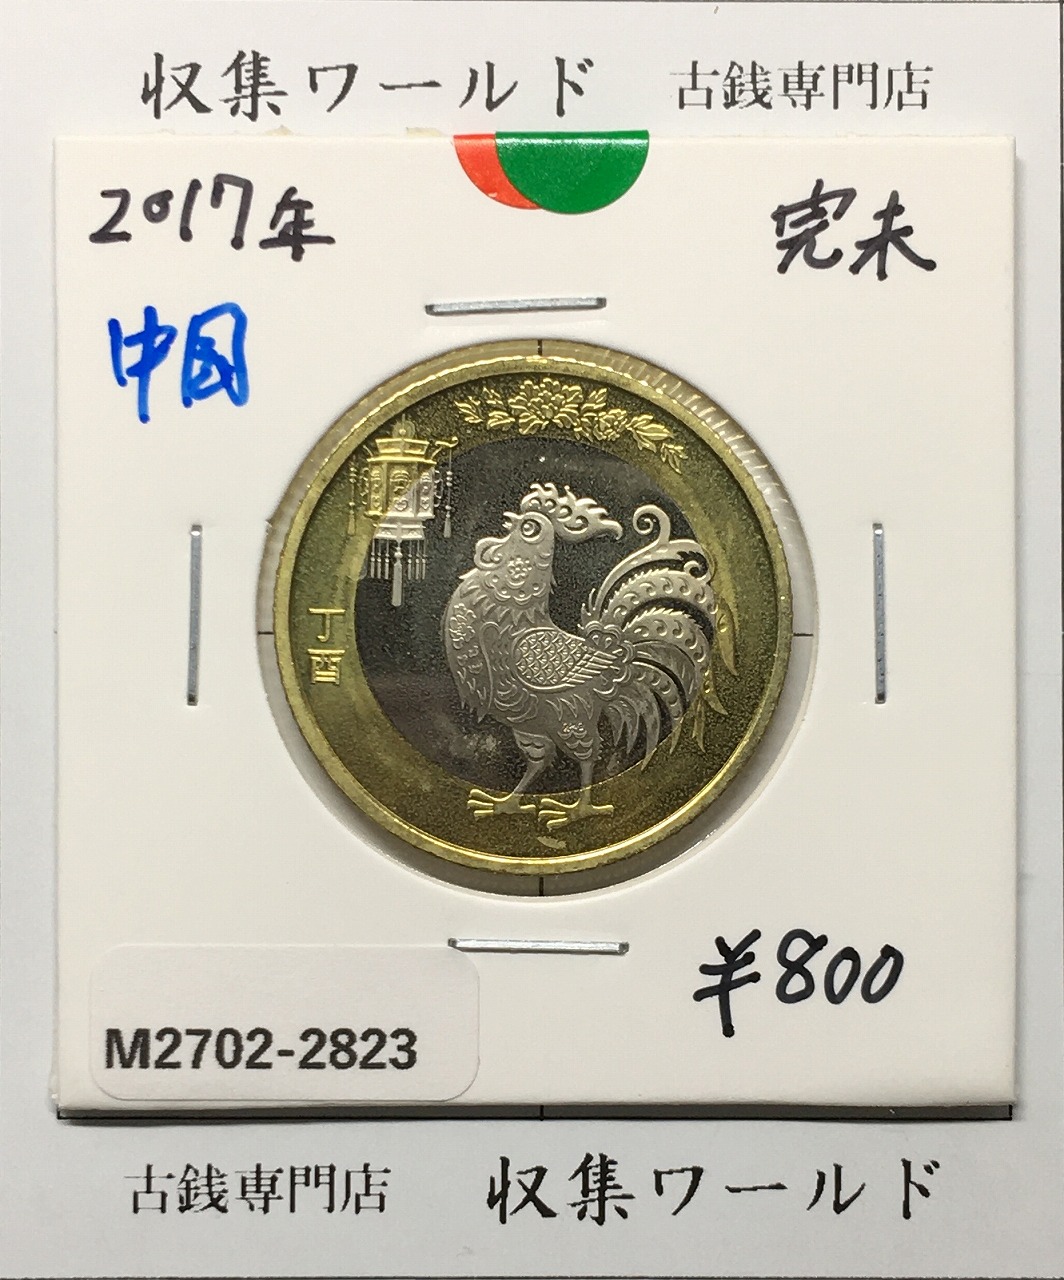 収集ワールド 古銭専門店
2017年 完未
中国
丁
酉
¥800
M2702-2823
古銭専門店 収集ワールド